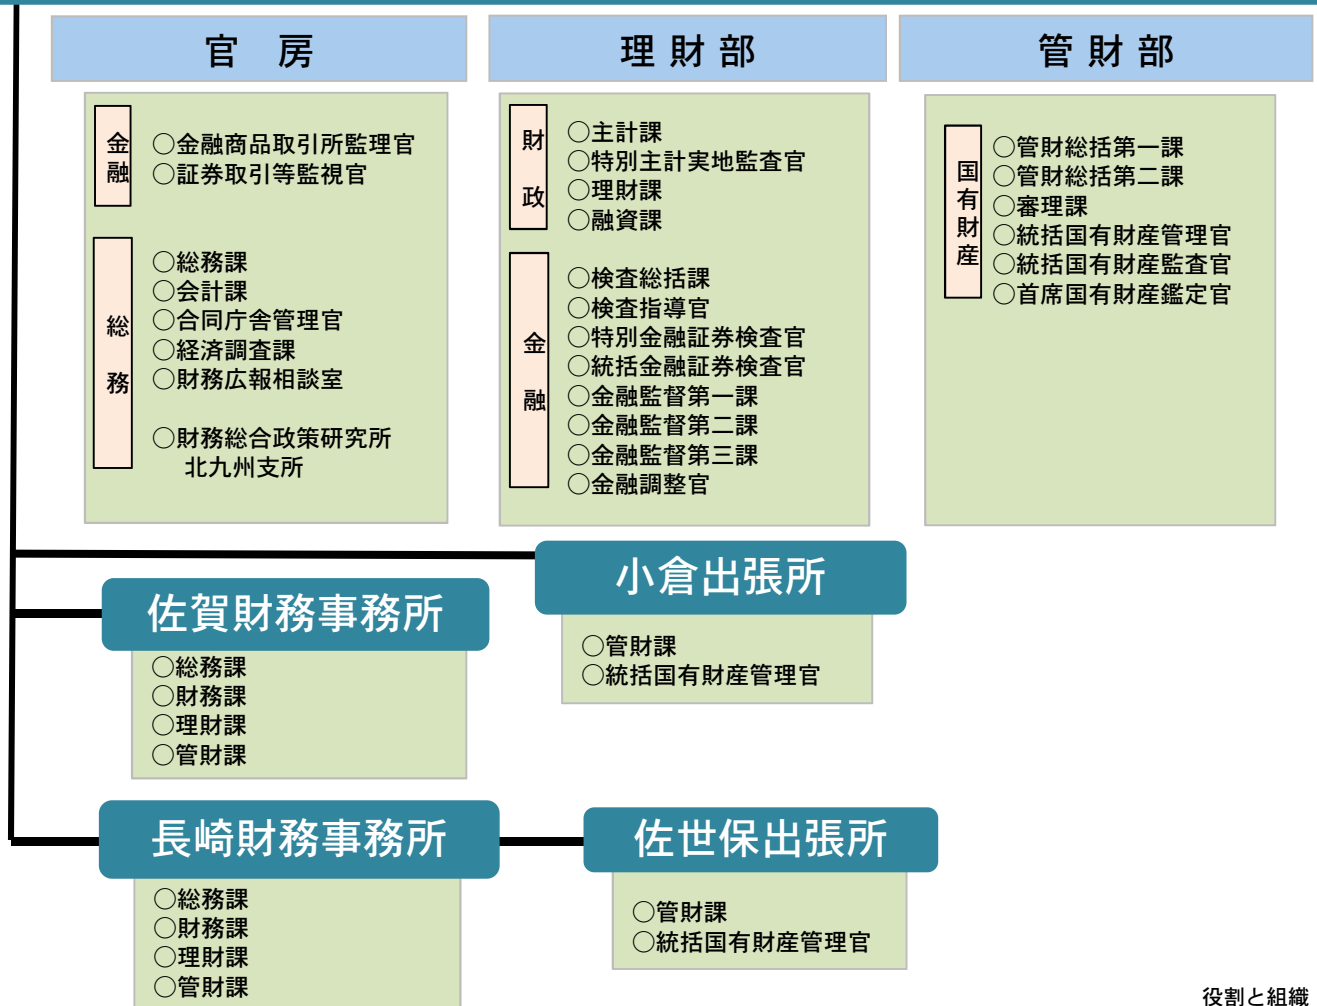 官　房
金融
○金融商品取引所監理官
○証券取引等監視官
総務
○総務課
○会計課
○合同庁舎管理官
○経済調査課
○財務広報相談室
○財務総合政策研究所
北九州支所
理財部
財政
○主計課
○特別主計実地監査官
○理財課
○融資課
金融
○検査総括課
○検査指導官
○特別金融証券検査官
○統括金融証券検査官
○金融監督第一課
○金融監督第二課
○金融監督第三課
○金融調整官
管財部
国有財産
○管財総括第一課
○管財総括第二課
○審理課
○統括国有財産管理官
○統括国有財産監査官
○首席国有財産鑑定官
小倉出張所
○管財課
○統括国有財産管理官
佐賀財務事務所
○総務課
○財務課
○理財課
○管財課
長崎財務事務所
○総務課
○財務課
○理財課
○管財課
佐世保出張所
○管財課
○統括国有財産管理官
役割と組織